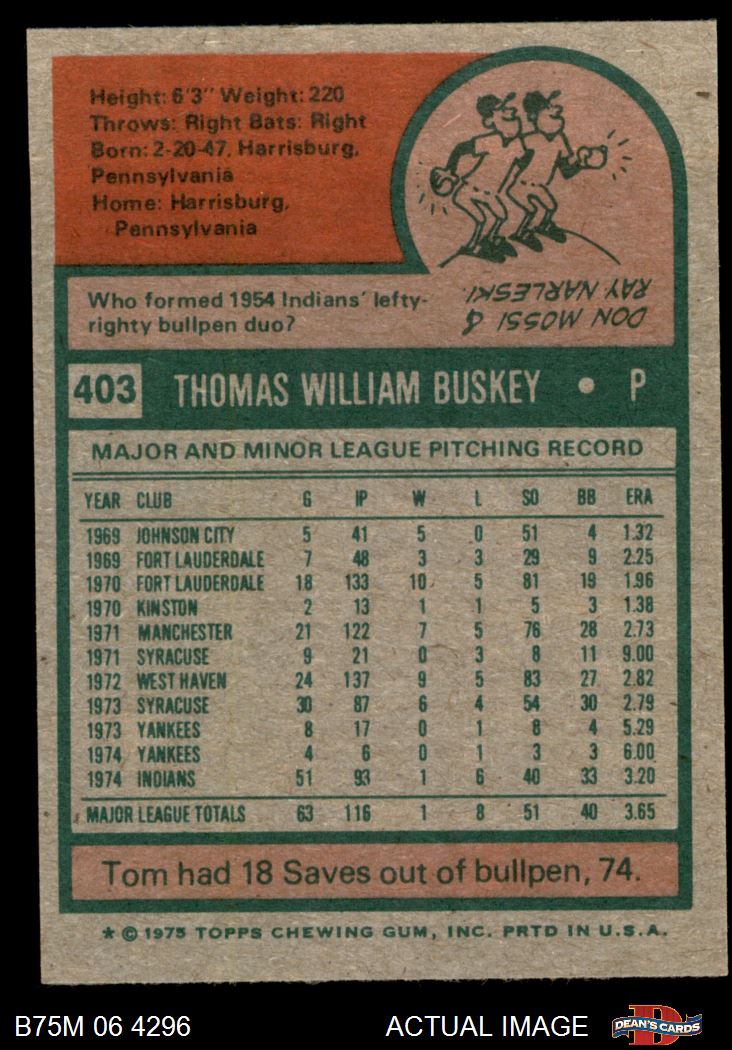 Height: 6'3" Weight: 220
Throws: Right Bats: Right
Born: 2-20-47, Harrisburg,
Pennsylvania
Home: Harrisburg,
Pennsylvania
Who formed 1954 Indians' lefty-
righty bullpen duo?
DON MOSSI &
RAY NARLESKI.
403 THOMAS WILLIAM BUSKEY • P
MAJOR AND MINOR LEAGUE PITCHING RECORD
YEAR CLUB G IP W L SO BB ERA
1969 JOHNSON CITY 5 41 5 0 51 4 1.32
1969 FORT LAUDERDALE 7 48 3 3 29 9 2.25
1970 FORT LAUDERDALE 18 133 10 5 81 19 1.96
1970 KINSTON 2 13 1 1 5 3 1.38
1971 MANCHESTER 21 122 7 5 76 28 2.73
1971 SYRACUSE 9 21 0 3 8 11 9.00
1972 WEST HAVEN 24 137 9 5 83 27 2.82
1973 SYRACUSE 30 87 6 4 54 30 2.79
1973 YANKEES 8 17 0 1 8 4 5.29
1974 YANKEES 4 6 0 1 3 3 6.00
1974 INDIANS 51 93 1 6 40 33 3.20
MAJOR LEAGUE TOTALS 63 116 1 8 51 40 3.65
Tom had 18 Saves out of bullpen, 74.
* © 1975 TOPPS CHEWING GUM, INC. PRTD IN U.S.A.
B75M 06 4296 ACTUAL IMAGE D DEAN'S CARDS